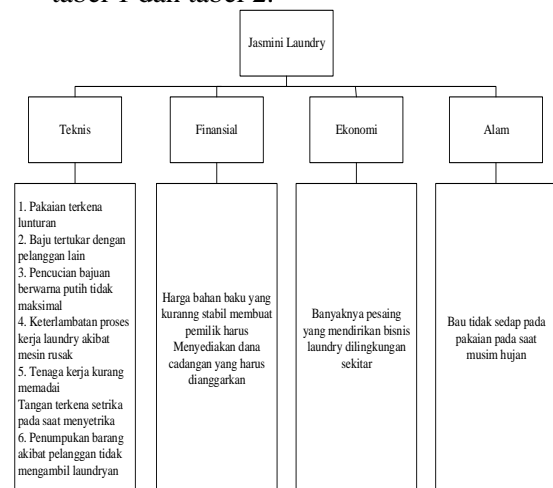 tabel 1 dan tabel 2.
Jasmini Laundry
Teknis
Finansial
Ekonomi
Alam
1. Pakaian terkena
lunturan
2. Baju tertukar dengan
pelanggan lain
3. Pencucian bajuan
berwarna putih tidak
maksimal
4. Keterlambatan proses
kerja laundry akibat
mesin rusak
5. Tenaga kerja kurang
memadai
Tangan terkena setrika
pada saat menyetrika
6. Penumpukan barang
akibat pelanggan tidak
mengambil laundryan
Harga bahan baku yang
kuranng stabil membuat
pemilik harus
Menyediakan dana
cadangan yang harus
dianggarkan
Banyaknya pesaing
yang mendirikan bisnis
laundry dilingkungan
sekitar
Bau tidak sedap pada
pakaian pada saat
musim hujan